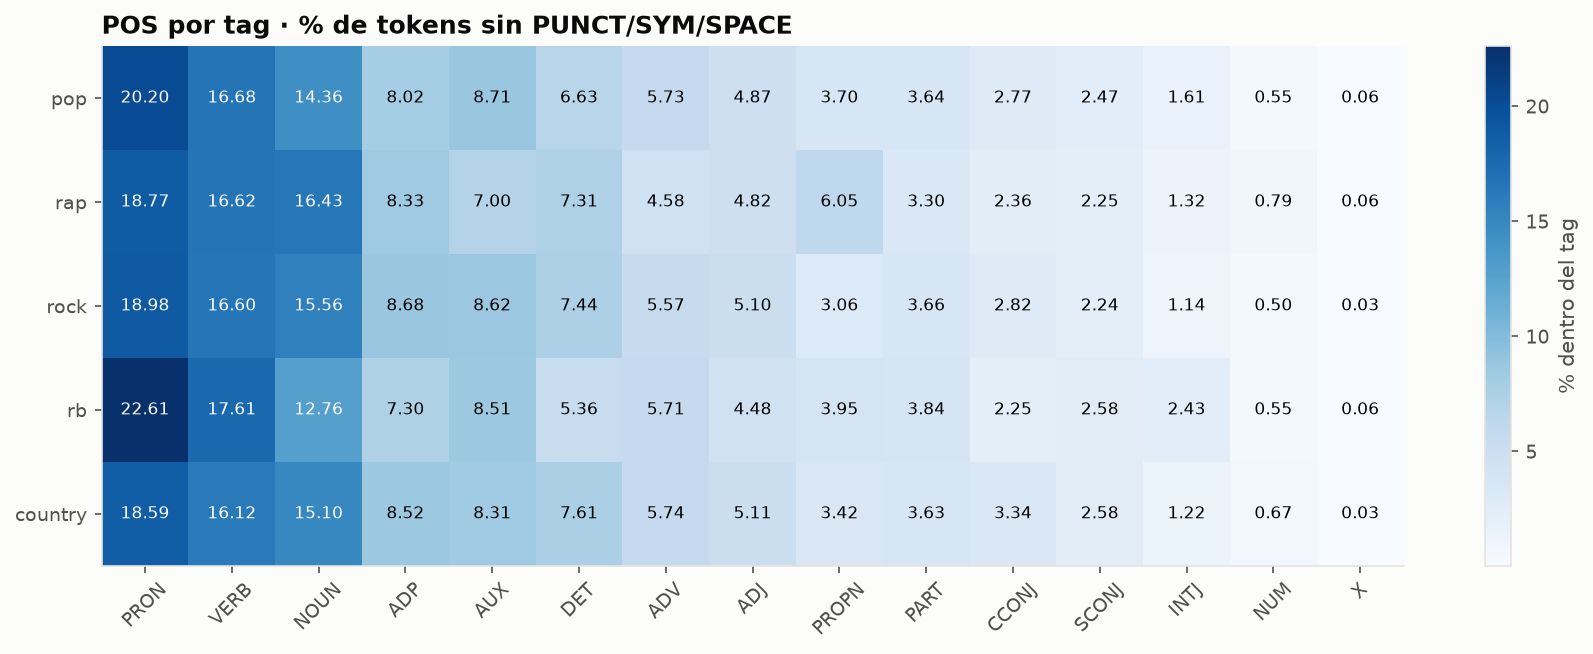 POS por tag · % de tokens sin PUNCT/SYM/SPACE
pop 20.20 16.68 14.36 8.02 8.71 6.63 5.73 4.87 3.70 3.64 2.77 2.47 1.61 0.55 0.06
rap 18.77 16.62 16.43 8.33 7.00 7.31 4.58 4.82 6.05 3.30 2.36 2.25 1.32 0.79 0.06
rock 18.98 16.60 15.56 8.68 8.62 7.44 5.57 5.10 3.06 3.66 2.82 2.24 1.14 0.50 0.03
rb 22.61 17.61 12.76 7.30 8.51 5.36 5.71 4.48 3.95 3.84 2.25 2.58 2.43 0.55 0.06
country 18.59 16.12 15.10 8.52 8.31 7.61 5.74 5.11 3.42 3.63 3.34 2.58 1.22 0.67 0.03
PRON VERB NOUN ADP AUX DET ADV ADJ PROPN PART CCONJ SCONJ INTJ NUM X
20
15
10
5
% dentro del tag